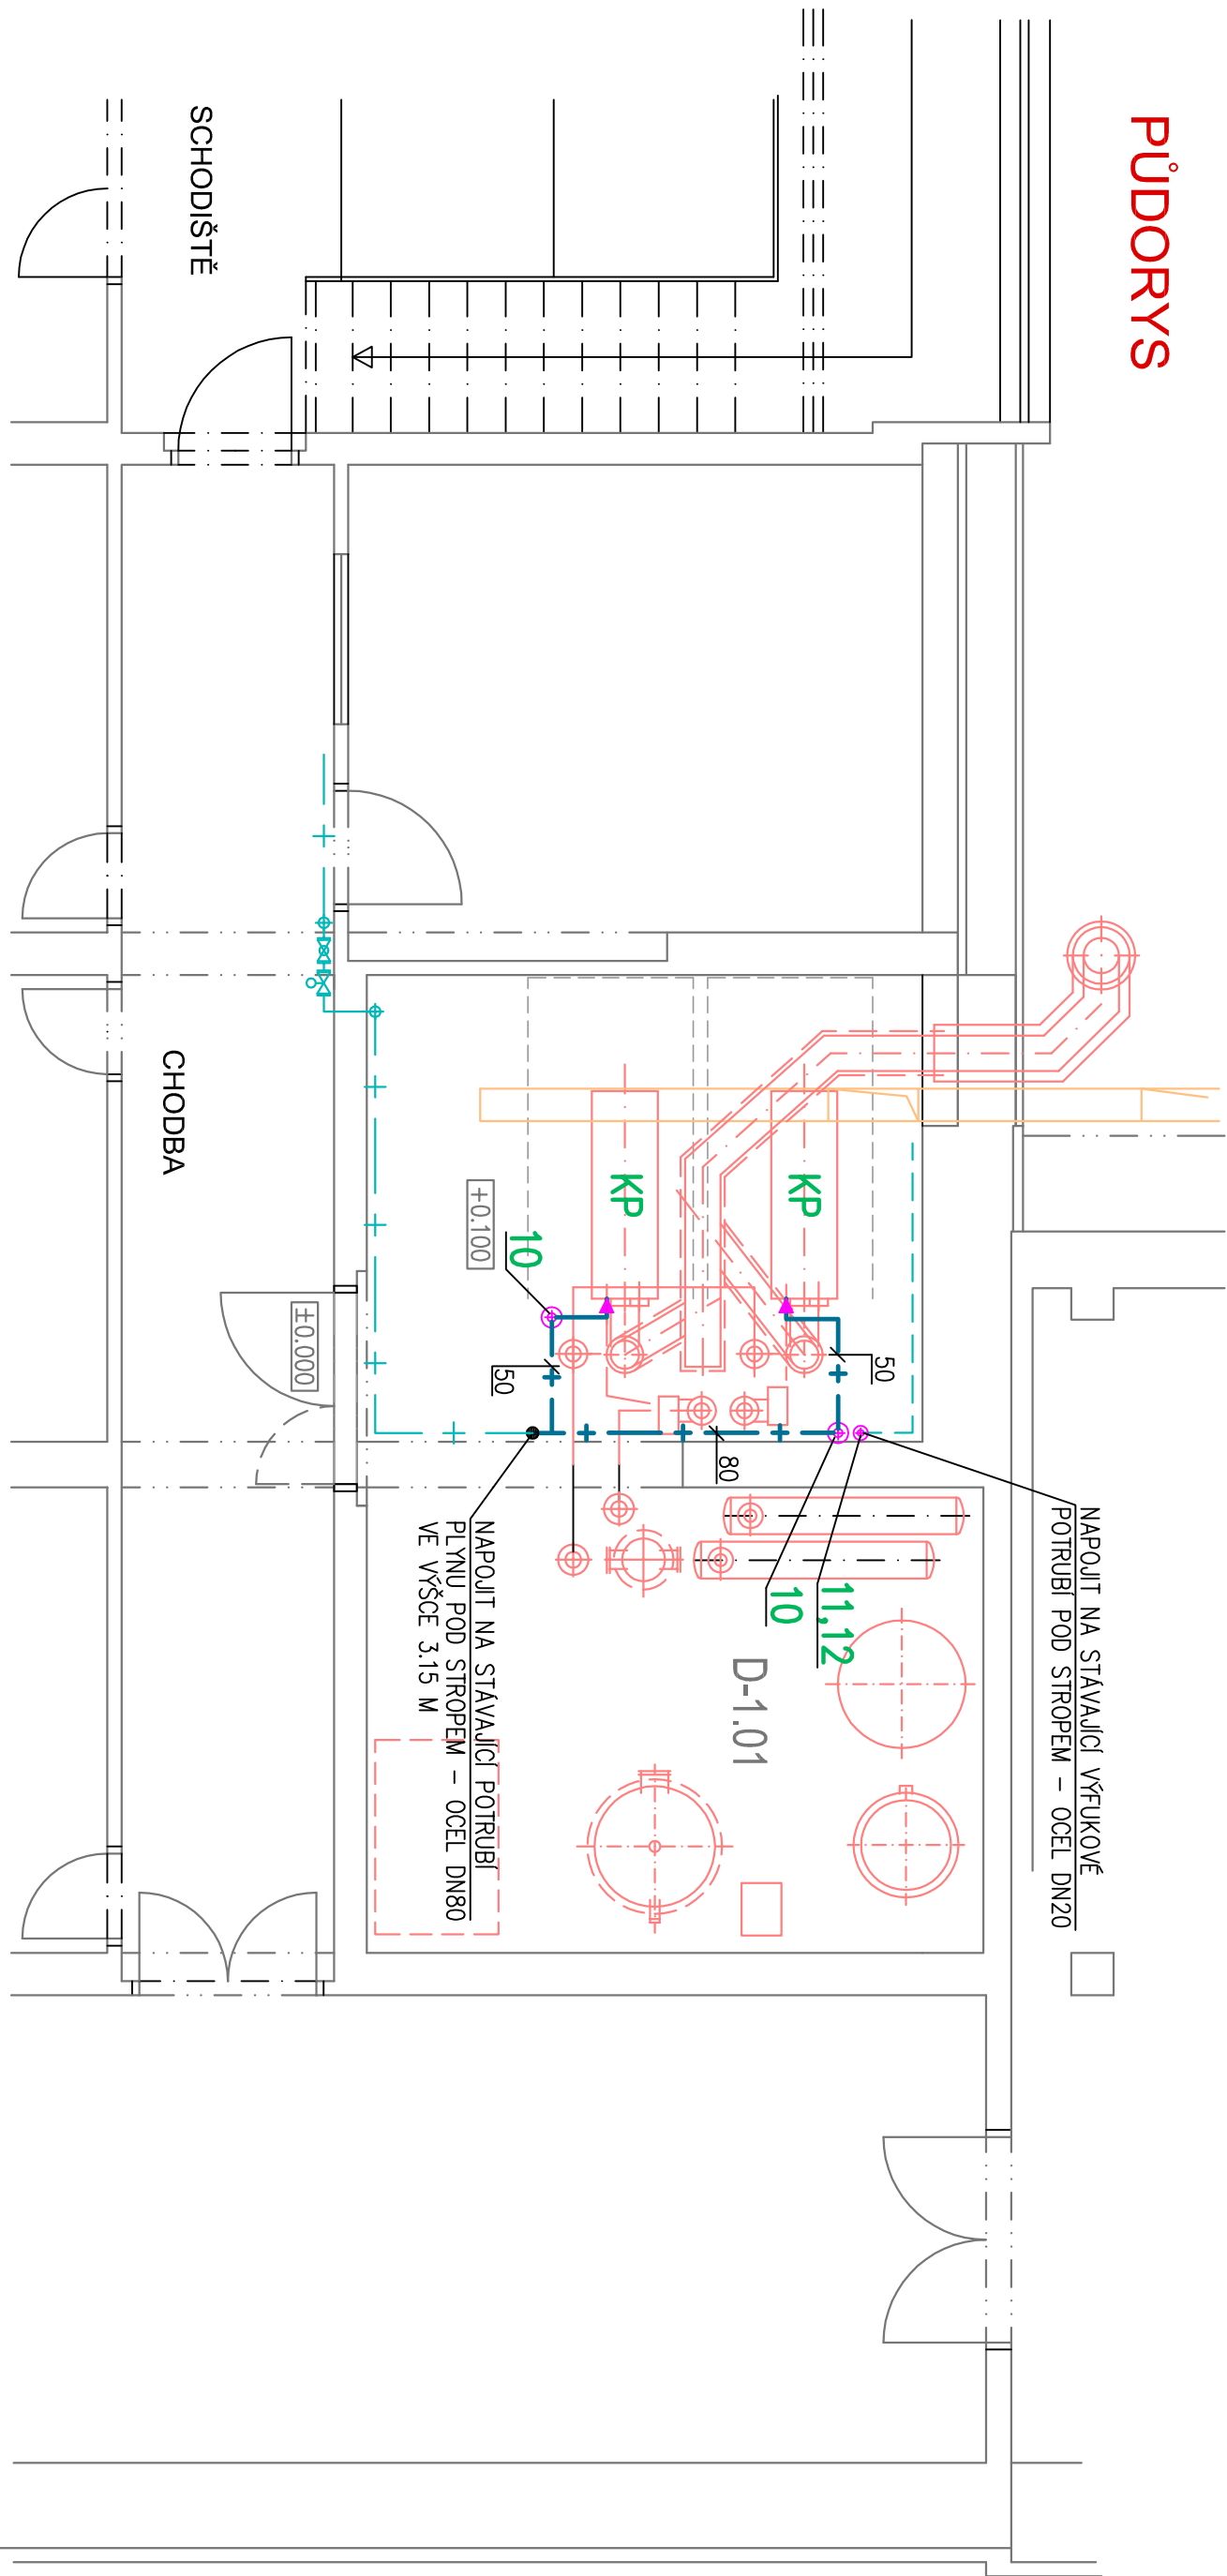 PŮDORYS
SCHODIŠTĚ
CHODBA
KP
KP
+0.100
10
±0.000
50
50
80
NAPOJIT NA STÁVAJÍCÍ VÝFUKOVÉ
POTRUBÍ POD STROPEM – OCEL DN20
11,12
10
D-1.01
NAPOJIT NA STÁVAJÍCÍ POTRUBÍ
PLYNU POD STROPEM – OCEL DN80
VE VÝŠCE 3.15 M